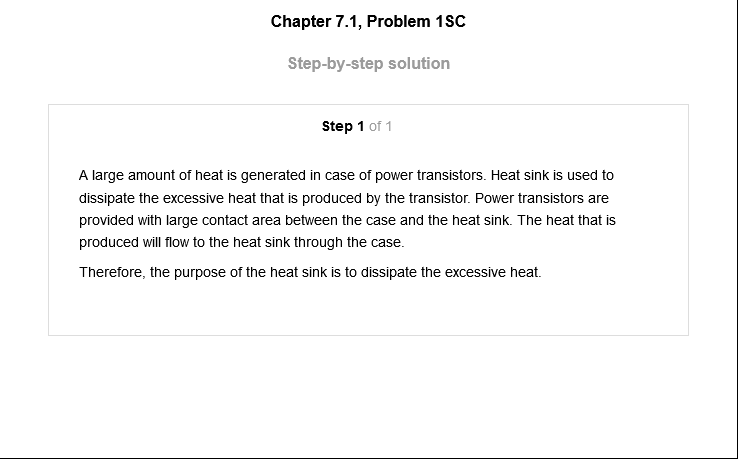 Chapter 7.1, Problem 1SC
Step-by-step solution
Step 1 of 1
A large amount of heat is generated in case of power transistors. Heat sink is used to
dissipate the excessive heat that is produced by the transistor. Power transistors are
provided with large contact area between the case and the heat sink. The heat that is
produced will flow to the heat sink through the case.
Therefore, the purpose of the heat sink is to dissipate the excessive heat.